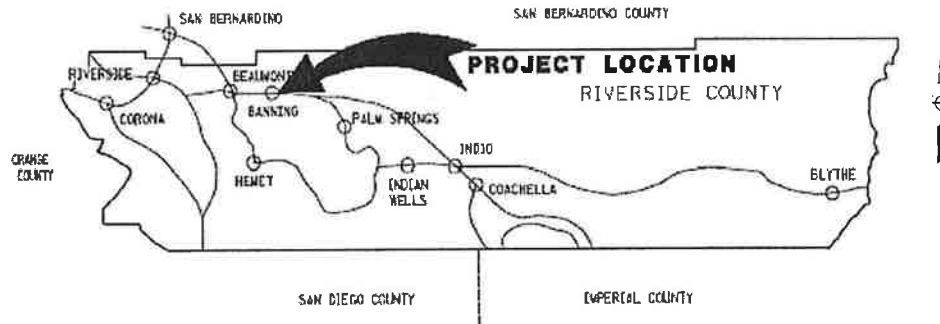 SAN BERNARDINO
SAN BERNARDINO COUNTY
RIVERSIDE
BEAUMONT
PROJECT LOCATION
RIVERSIDE COUNTY
CORONA
BANNING
PALM SPRINGS
ORANGE
COUNTY
HEMET
INDIO
INDIAN
WELLS
COACHELLA
BLYTHE
SAN DIEGO COUNTY
IMPERIAL COUNTY